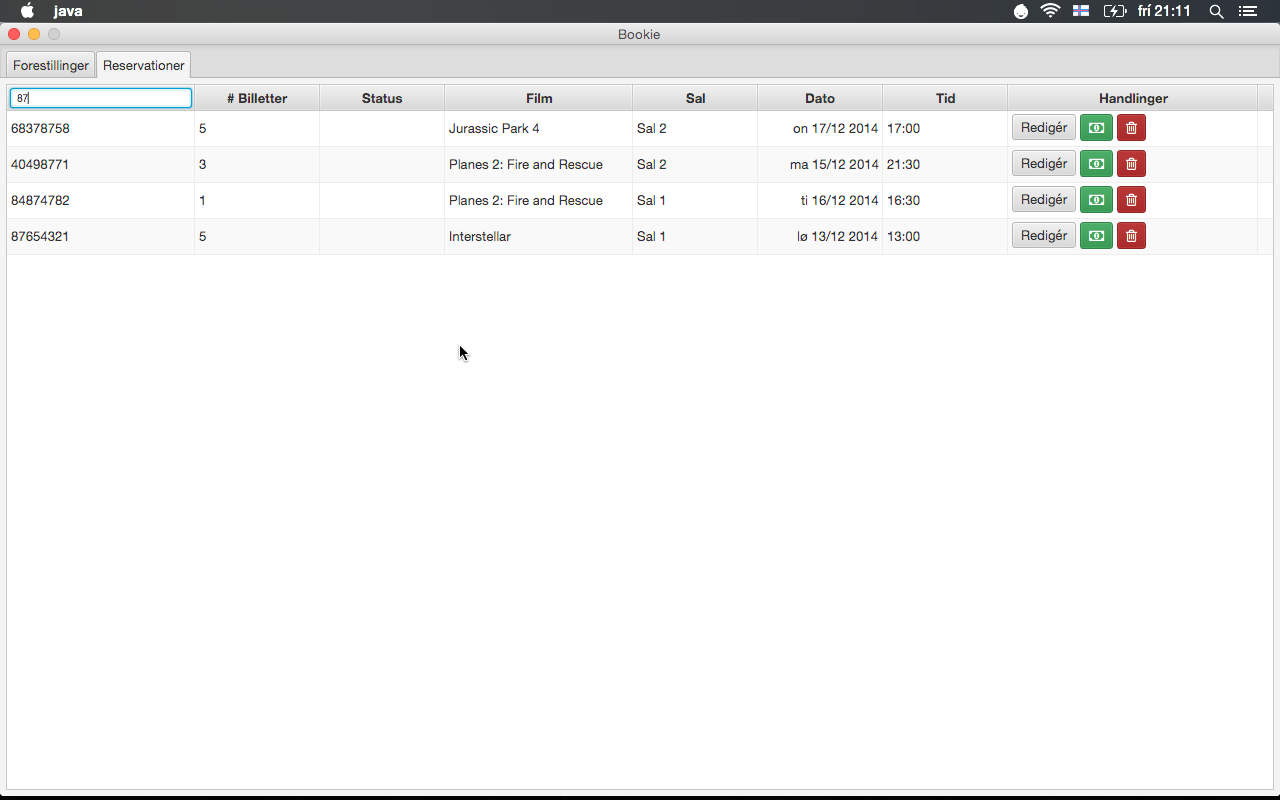 java frí 21:11
Bookie
Forestillinger Reservationer
87 # Billetter Status Film Sal Dato Tid Handlinger
68378758 5 Jurassic Park 4 Sal 2 on 17/12 2014 17:00 Redigér
40498771 3 Planes 2: Fire and Rescue Sal 2 ma 15/12 2014 21:30 Redigér
84874782 1 Planes 2: Fire and Rescue Sal 1 ti 16/12 2014 16:30 Redigér
87654321 5 Interstellar Sal 1 lø 13/12 2014 13:00 Redigér